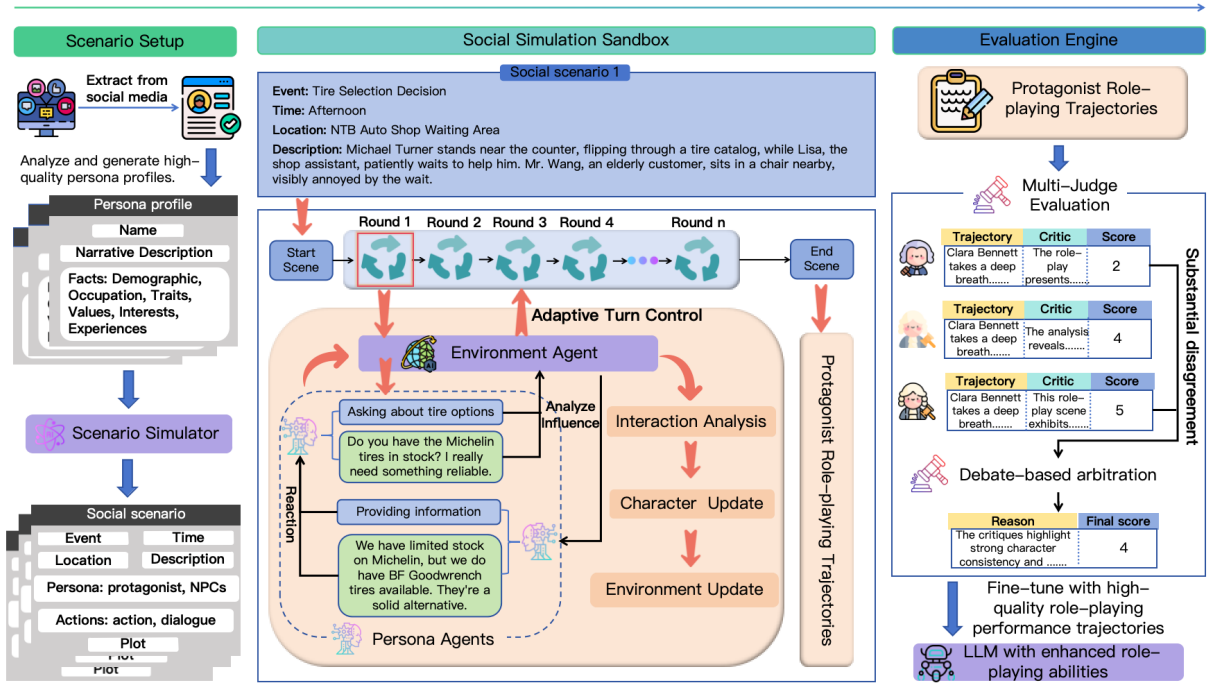 Scenario Setup
Extract from
social media
Analyze and generate high-
quality persona profiles.
Persona profile
Name
Narrative Description
Facts: Demographic,
Occupation, Traits,
Values, Interests,
Experiences
Scenario Simulator
Social scenario
Event
Time
Location
Description
Persona: protagonist, NPCs
Actions: action, dialogue
Plot
Plot
Plot
Social Simulation Sandbox
Social scenario 1
Event: Tire Selection Decision
Time: Afternoon
Location: NTB Auto Shop Waiting Area
Description: Michael Turner stands near the counter, flipping through a tire catalog, while Lisa, the
shop assistant, patiently waits to help him. Mr. Wang, an elderly customer, sits in a chair nearby,
visibly annoyed by the wait.
Start
Scene
Round 1
Round 2
Round 3
Round 4
Round n
End
Scene
Adaptive Turn Control
Environment Agent
AI
Asking about tire options
Do you have the Michelin
tires in stock? I really
need something reliable.
Analyze
Influence
Reaction
Providing information
We have limited stock
on Michelin, but we do
have BF Goodwrench
tires available. They're a
solid alternative.
Persona Agents
Interaction Analysis
Character Update
Environment Update
Protagonist Role-playing Trajectories
Evaluation Engine
Protagonist Role-
playing Trajectories
Multi-Judge
Evaluation
Trajectory Critic Score
Clara Bennett
takes a deep
breath.......
The role-
play
presents......
2
Clara Bennett
takes a deep
breath.......
The analysis
reveals.......
4
Trajectory Critic Score
Clara Bennett
takes a deep
breath.......
This role-
play scene
exhibits......
5
Substantial disagreement
Debate-based arbitration
Reason Final score
The critiques highlight
strong character
consistency and .......
4
Fine-tune with high-
quality role-playing
performance trajectories
LLM with enhanced role-
playing abilities